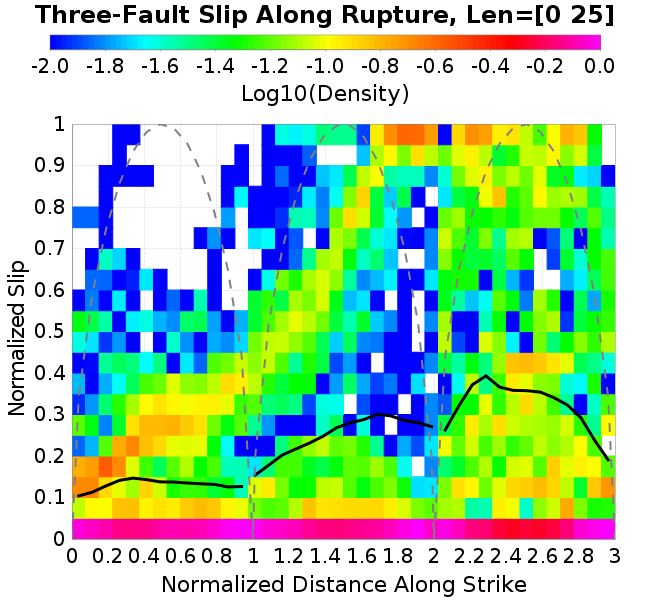 Three-Fault Slip Along Rupture, Len=[0 25]
-2.0 -1.8 -1.6 -1.4 -1.2 -1.0 -0.8 -0.6 -0.4 -0.2 0.0
Log10(Density)
Normalized Slip
1
0.9
0.8
0.7
0.6
0.5
0.4
0.3
0.2
0.1
0
0 0.2 0.4 0.6 0.8 1 1.2 1.4 1.6 1.8 2 2.2 2.4 2.6 2.8 3
Normalized Distance Along Strike